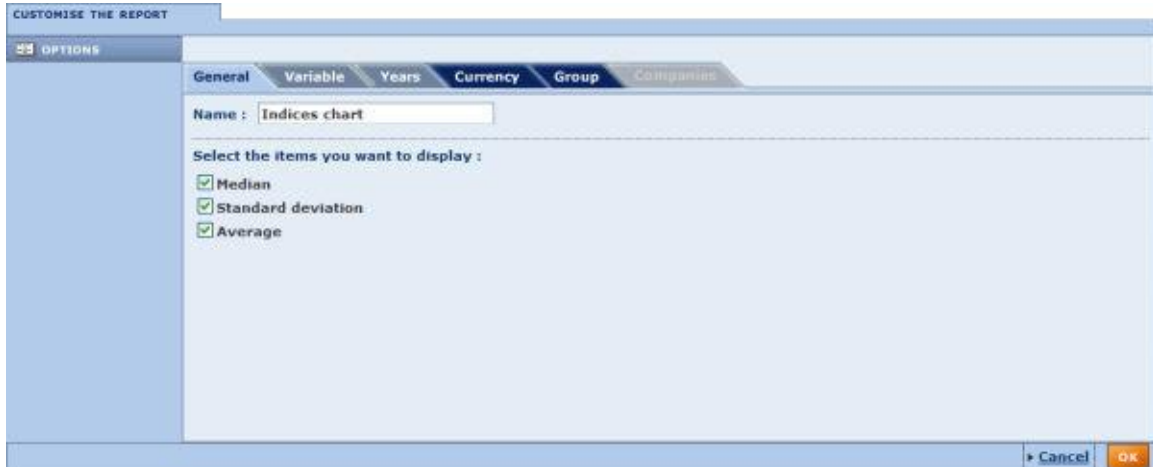 CUSTOMISE THE REPORT
OPTIONS
General Variable Years Currency Group Companies
Name : Indices chart
Select the items you want to display :
Median
Standard deviation
Average
Cancel OK